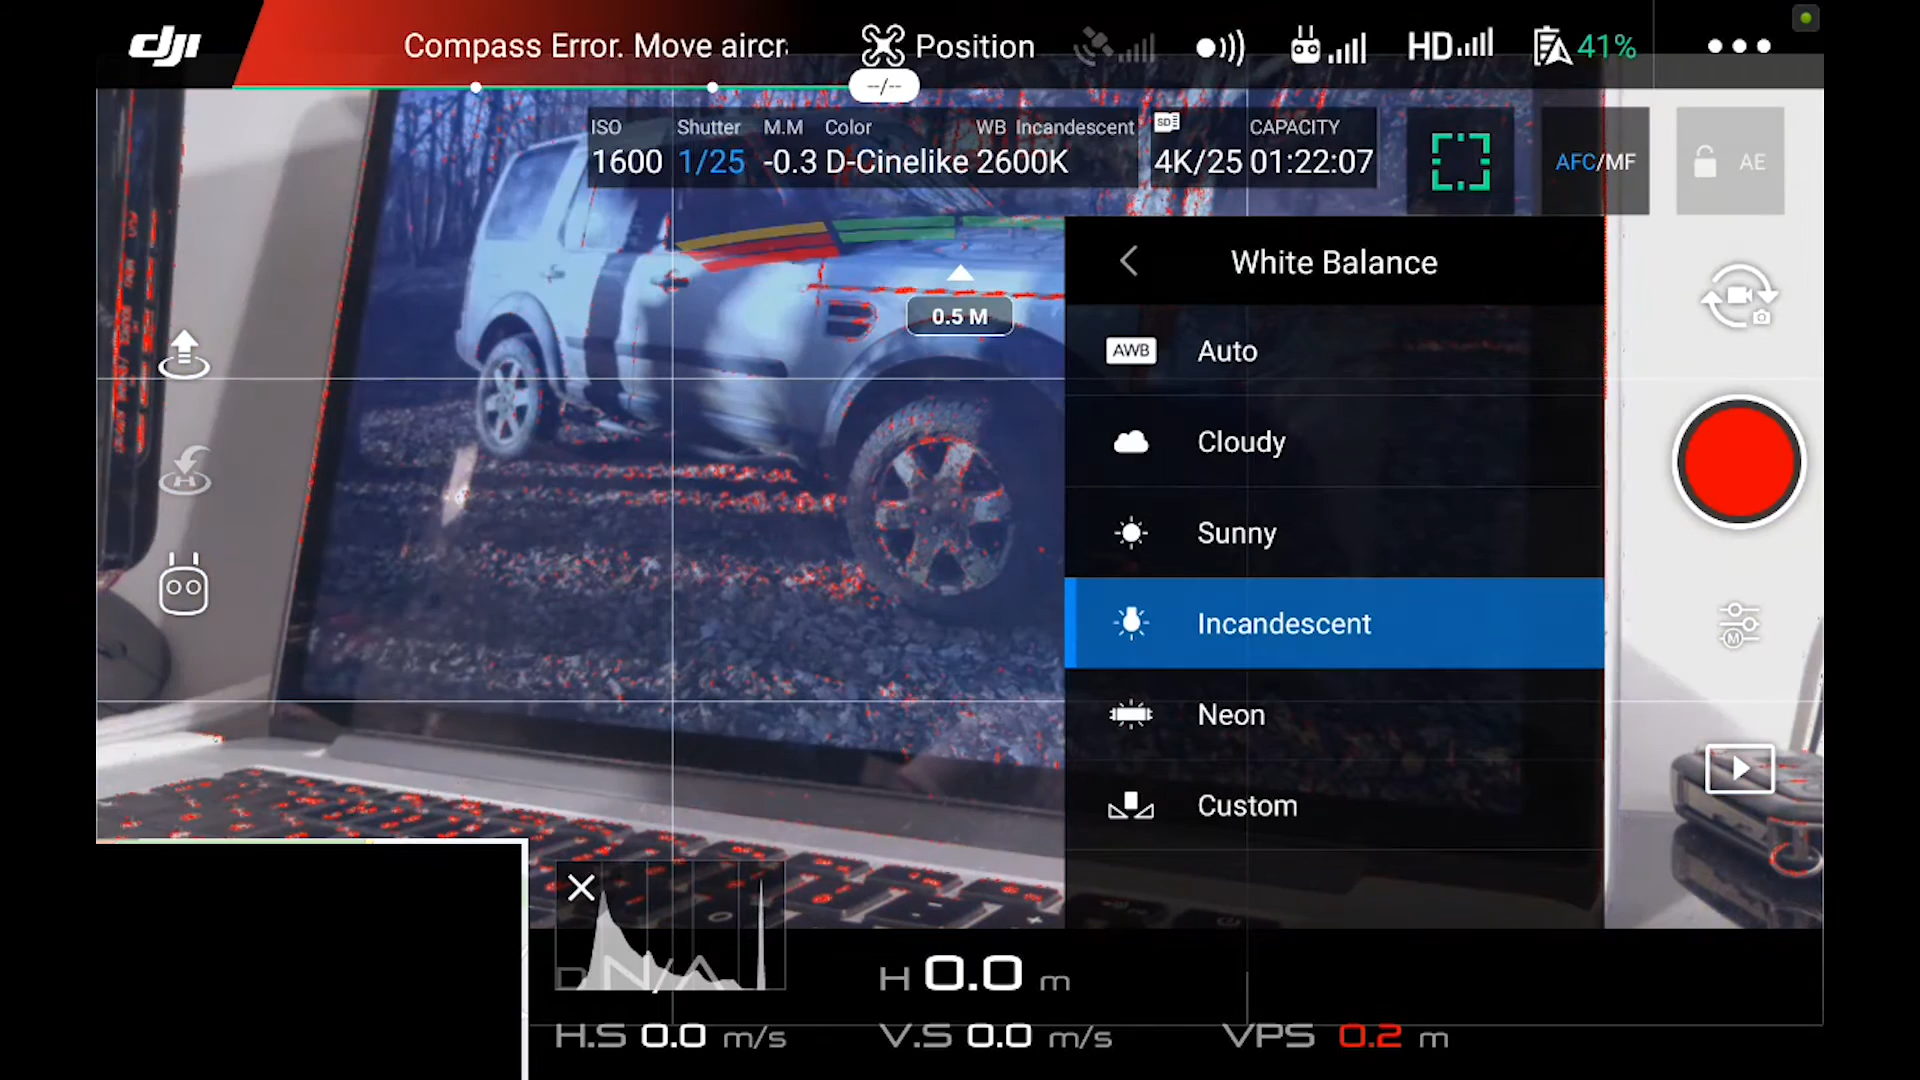 dji
Compass Error. Move aircr
Position
HD
41%
--/--
ISO Shutter M.M Color WB Incandescent
1600 1/25 -0.3 D-Cinelike 2600K
SD CAPACITY
4K/25 01:22:07
AFC/MF
AE
0.5 M
White Balance
AWB Auto
Cloudy
Sunny
Incandescent
Neon
Custom
H
M
D N/A
H 0.0 m
H.S 0.0 m/s
V.S 0.0 m/s
VPS 0.2 m